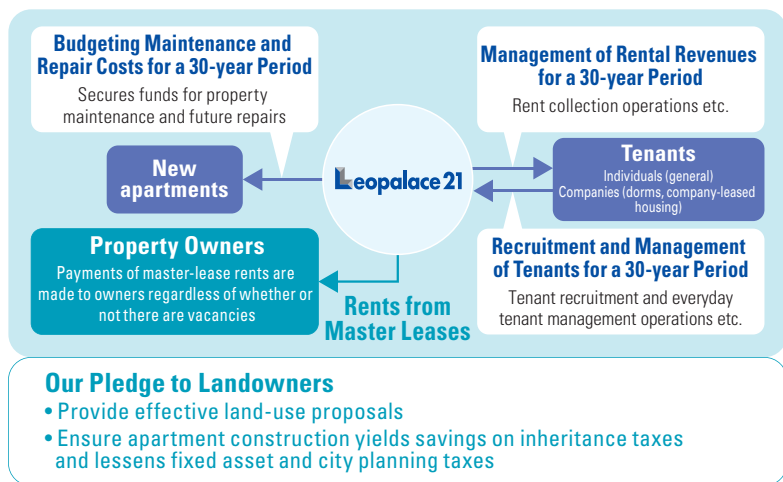 Budgeting Maintenance and
Repair Costs for a 30-year Period
Secures funds for property
maintenance and future repairs
Management of Rental Revenues
for a 30-year Period
Rent collection operations etc.
New
apartments
Leopalace 21
Tenants
Individuals (general)
Companies (dorms, company-leased
housing)
Property Owners
Payments of master-lease rents are
made to owners regardless of whether or
not there are vacancies
Rents from
Master Leases
Recruitment and Management
of Tenants for a 30-year Period
Tenant recruitment and everyday
tenant management operations etc.
Our Pledge to Landowners
• Provide effective land-use proposals
• Ensure apartment construction yields savings on inheritance taxes
and lessens fixed asset and city planning taxes